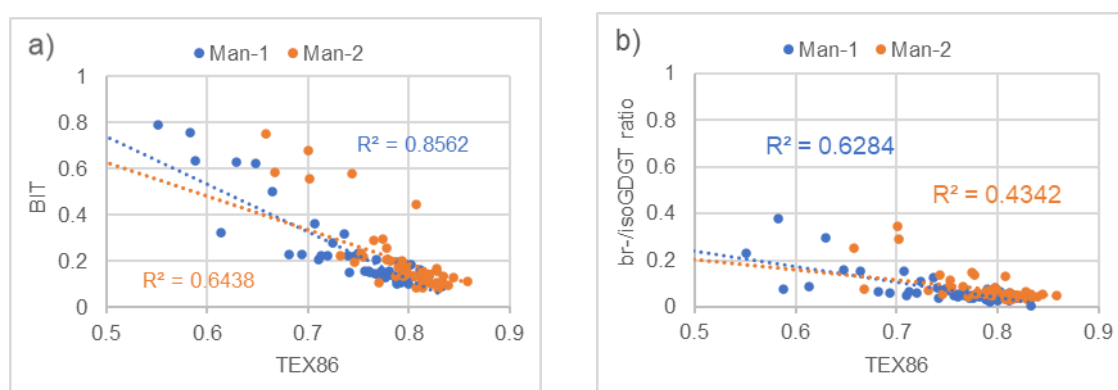 a)
Man-1 Man-2
1
0.8
0.6
0.4
0.2
0
BIT
R² = 0.8562
R² = 0.6438
0.5 0.6 0.7 0.8 0.9
TEX86
b)
Man-1 Man-2
1
0.8
0.6
0.4
0.2
0
br-/isoGDGT ratio
R² = 0.6284
R² = 0.4342
0.5 0.6 0.7 0.8 0.9
TEX86